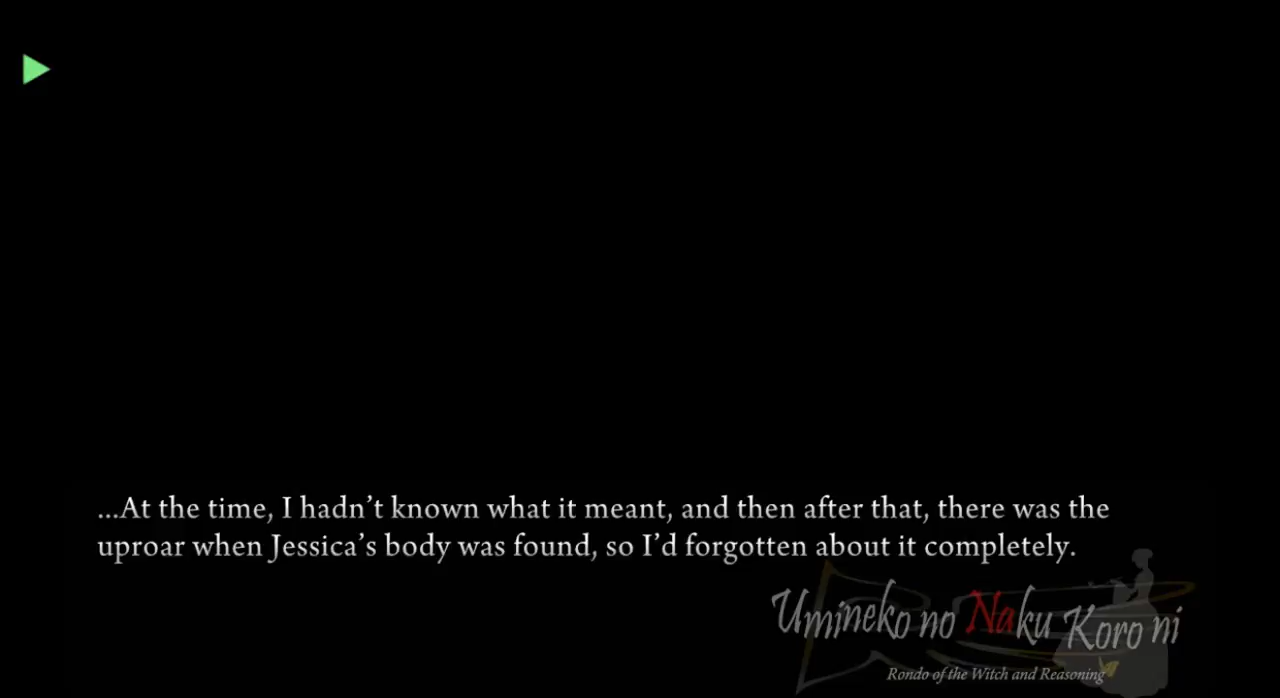 ...At the time, I hadn't known what it meant, and then after that, there was the
uproar when Jessica's body was found, so I'd forgotten about it completely.
Umineko no Naku Koro ni
Rondo of the Witch and Reasoning